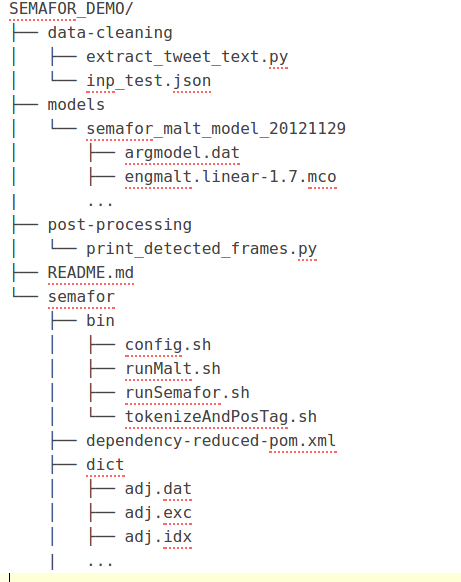 SEMAFOR_DEMO/
├── data-cleaning
│   ├── extract_tweet_text.py
│   └── inp_test.json
├── models
│   └── semafor_malt_model_20121129
│       ├── argmodel.dat
│       ├── engmalt.linear-1.7.mco
|       ...
├── post-processing
│   └── print_detected_frames.py
├── README.md
└── semafor
    ├── bin
    │   ├── config.sh
    │   ├── runMalt.sh
    │   ├── runSemafor.sh
    │   └── tokenizeAndPosTag.sh
    ├── dependency-reduced-pom.xml
    ├── dict
    │   ├── adj.dat
    │   ├── adj.exc
    │   ├── adj.idx
    |   ...